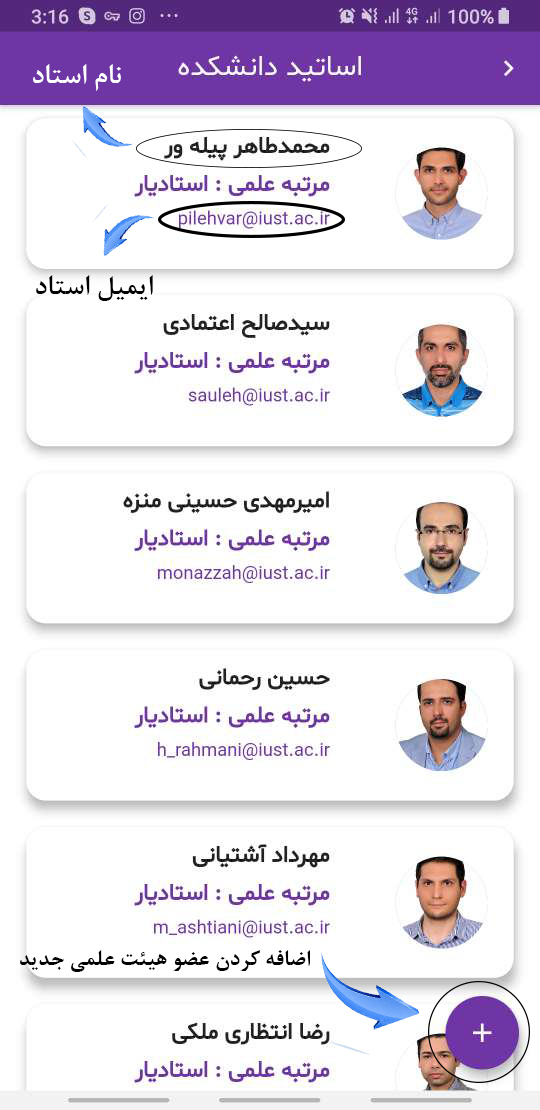 3:16
4G
100%
اساتید دانشکده
نام استاد
محمدطاهر پیله ور
مرتبه علمی : استادیار
pilehvar@iust.ac.ir
ایمیل استاد
سیدصالح اعتمادی
مرتبه علمی : استادیار
sauleh@iust.ac.ir
امیرمهدی حسینی منزه
مرتبه علمی : استادیار
monazzah@iust.ac.ir
حسین رحمانی
مرتبه علمی : استادیار
h_rahmani@iust.ac.ir
مهرداد آشتیانی
مرتبه علمی : استادیار
m_ashtiani@iust.ac.ir
اضافه کردن عضو هیئت علمی جدید
رضا انتظاری ملکی
مرتبه علمی : استادیار